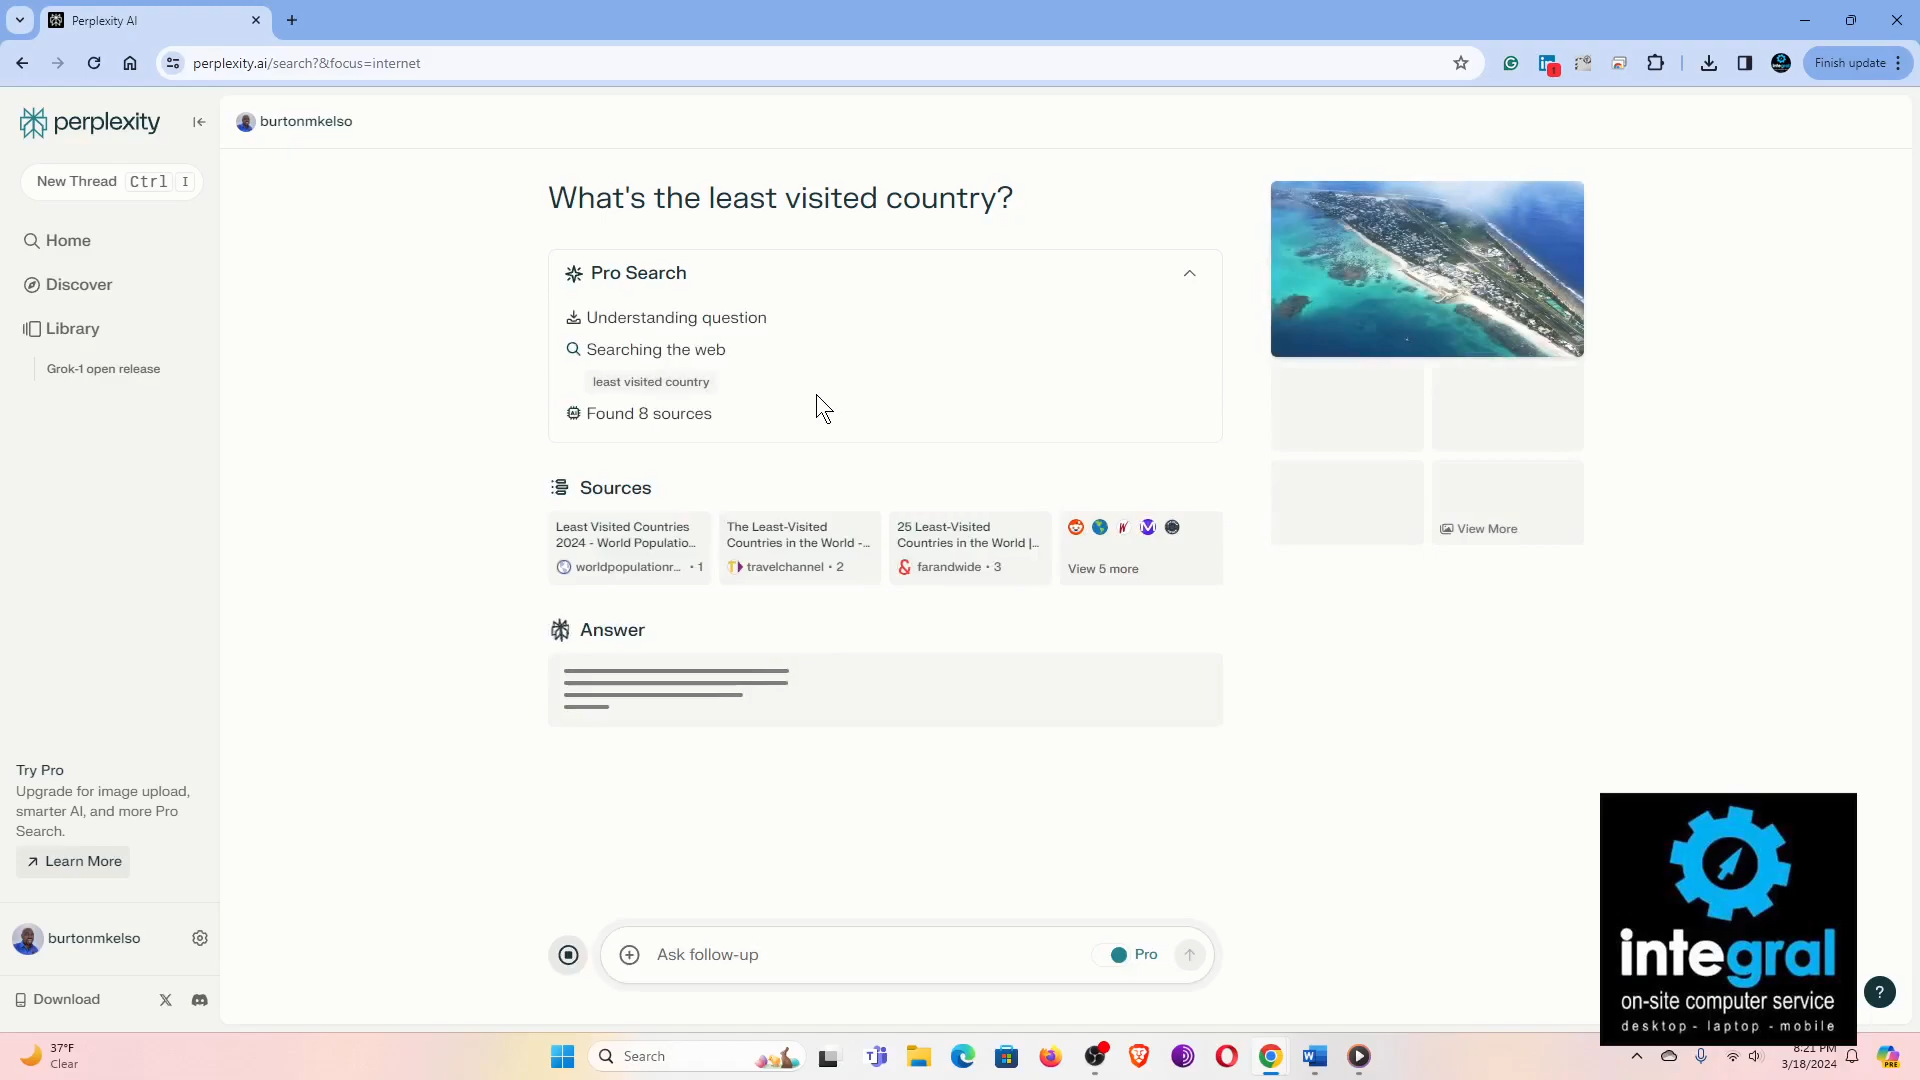 Perplexity AI
perplexity.ai/search?&focus=internet
1
Finish update
perplexity
burtonmkelso
New Thread Ctrl I
Home
Discover
Library
Grok-1 open release
What's the least visited country?
Pro Search
Understanding question
Searching the web
least visited country
Found 8 sources
Sources
Least Visited Countries
2024 - World Populatio...
worldpopulationr... · 1
The Least-Visited
Countries in the World -...
travelchannel · 2
25 Least-Visited
Countries in the World |...
farandwide · 3
View 5 more
View More
Answer
Try Pro
Upgrade for image upload,
smarter AI, and more Pro
Search.
Learn More
burtonmkelso
Download
Ask follow-up
Pro
?
integral
on-site computer service
desktop - laptop - mobile
37°F
Clear
Search
8:21 PM
3/18/2024
PRE